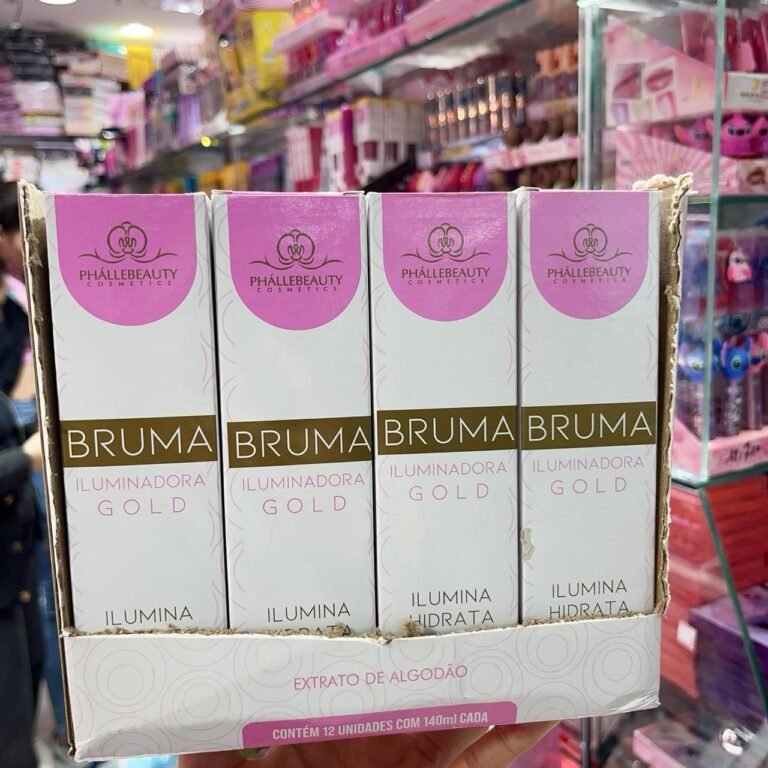 PHÁLLEBEAUTY
COSMETICS
BRUMA
ILUMINADORA
GOLD
ILUMINA
PHÁLLEBEAUTY
COSMETICS
BRUMA
ILUMINADORA
GOLD
ILUMINA
HIDRATA
PHÁLLEBEAUTY
COSMETICS
BRUMA
ILUMINADORA
GOLD
ILUMINA
HIDRATA
PHÁLLEBEAUTY
COSMETICS
BRUMA
ILUMINADORA
GOLD
ILUMINA
HIDRATA
EXTRATO DE ALGODÃO
CONTÉM 12 UNIDADES COM 140ml CADA